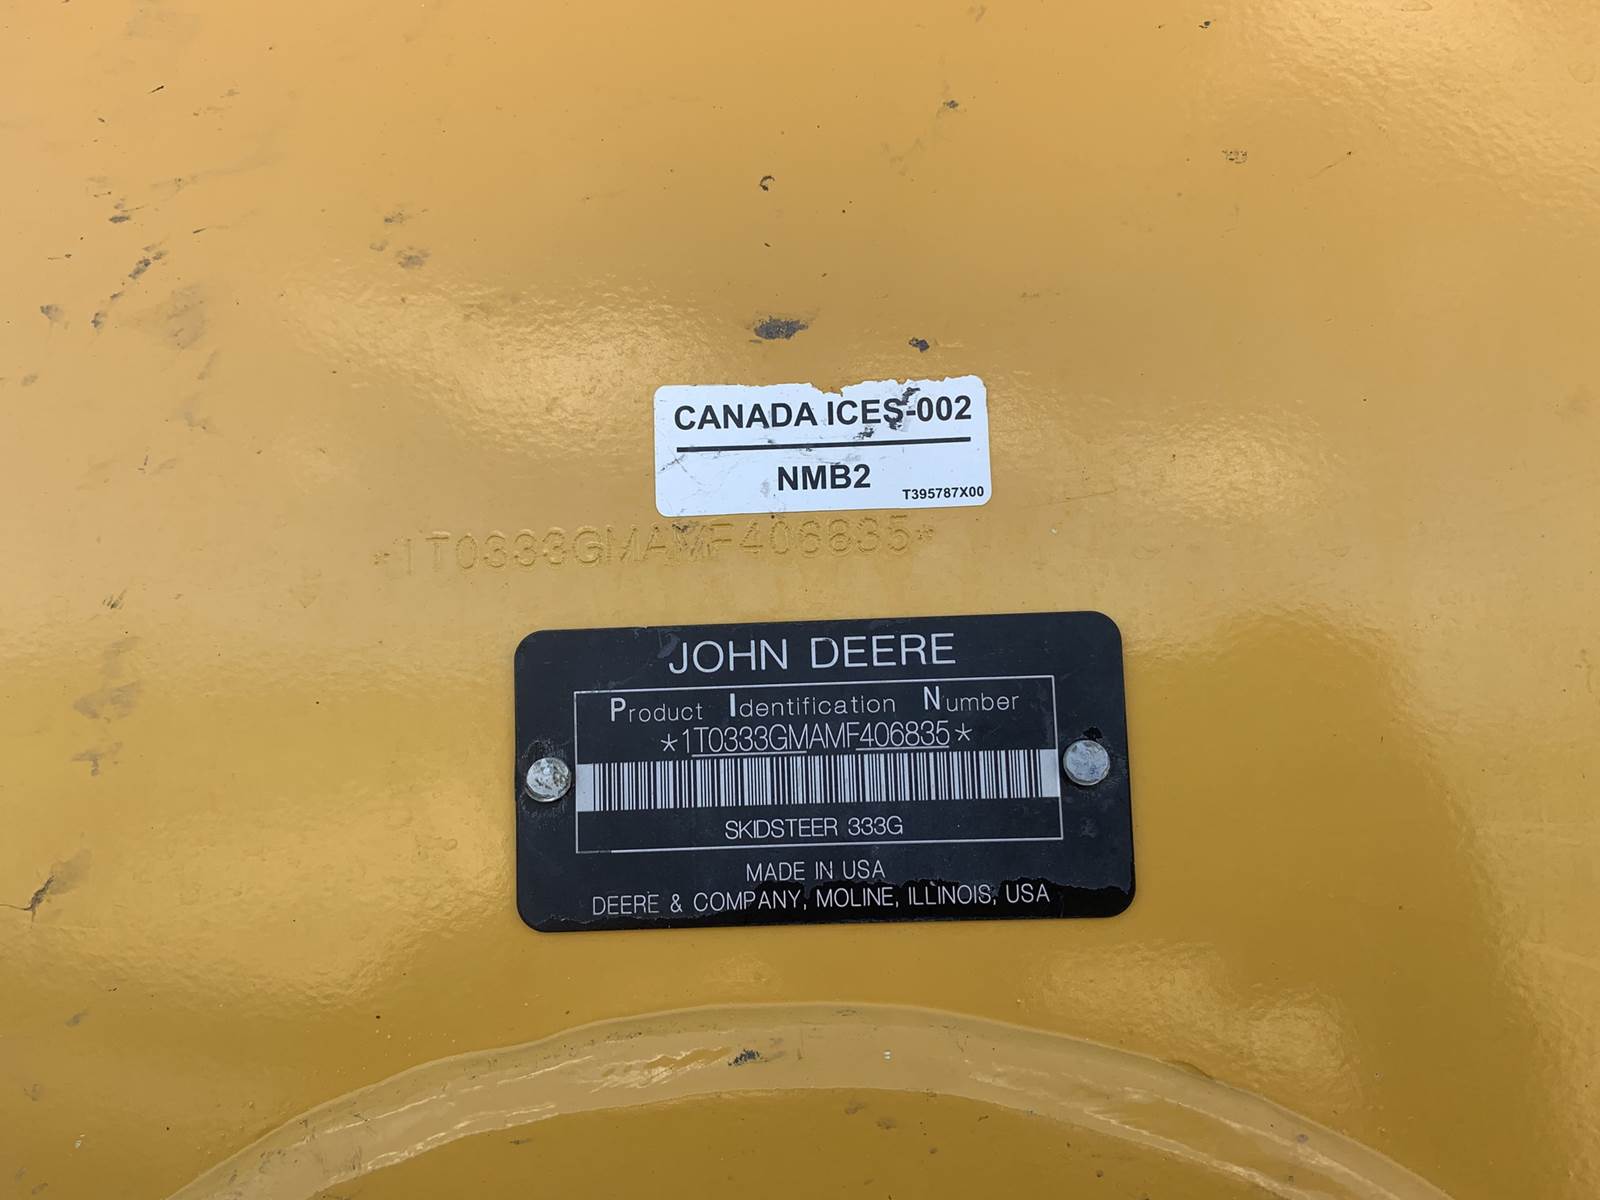 CANADA ICES-002
NMB2
T395787X00
*1T0333GMAMF406835*
JOHN DEERE
Product Identification Number
*1T0333GMAMF406835*
SKIDSTEER 333G
MADE IN USA
DEERE & COMPANY, MOLINE, ILLINOIS, USA